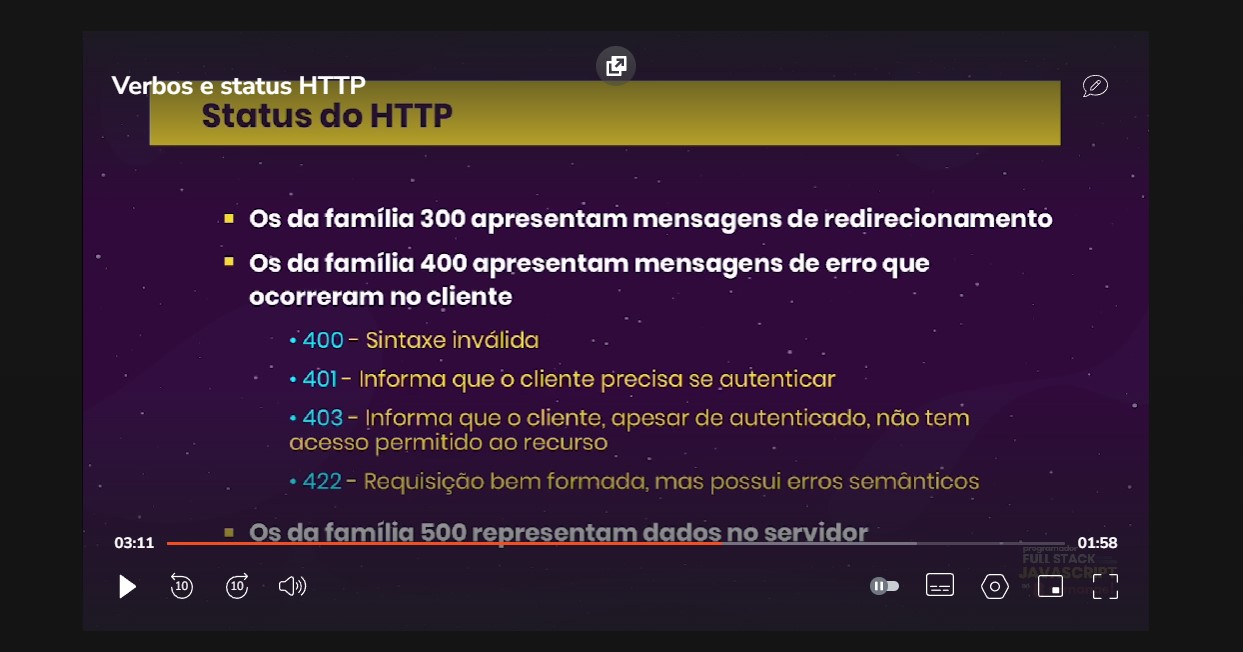 Verbos e status HTTP
Status do HTTP
Os da família 300 apresentam mensagens de redirecionamento
Os da família 400 apresentam mensagens de erro que
ocorreram no cliente
• 400 - Sintaxe inválida
• 401 - Informa que o cliente precisa se autenticar
• 403 - Informa que o cliente, apesar de autenticado, não tem
acesso permitido ao recurso
• 422 - Requisição bem formada, mas possui erros semânticos
Os da família 500 representam dados no servidor
03:11
01:58
programador
FULL STACK
JAVASCRIPT
10
10